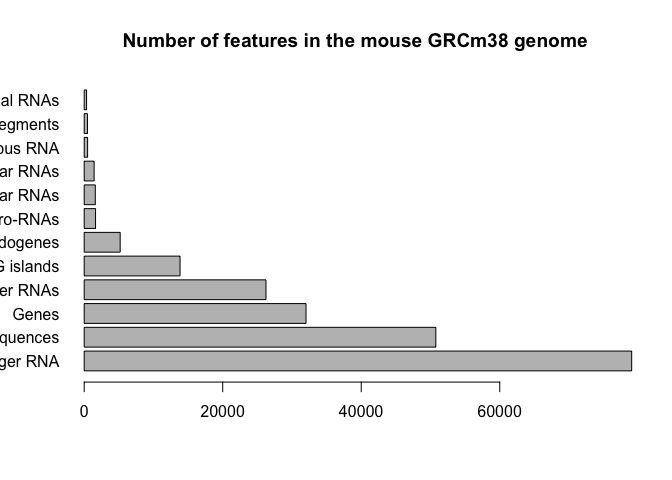 Number of features in the mouse GRCm38 genome
al RNAs
egments
ous RNA
ar RNAs
ar RNAs
ro-RNAs
dogenes
G islands
er RNAs
Genes
quences
ger RNA
0 20000 40000 60000